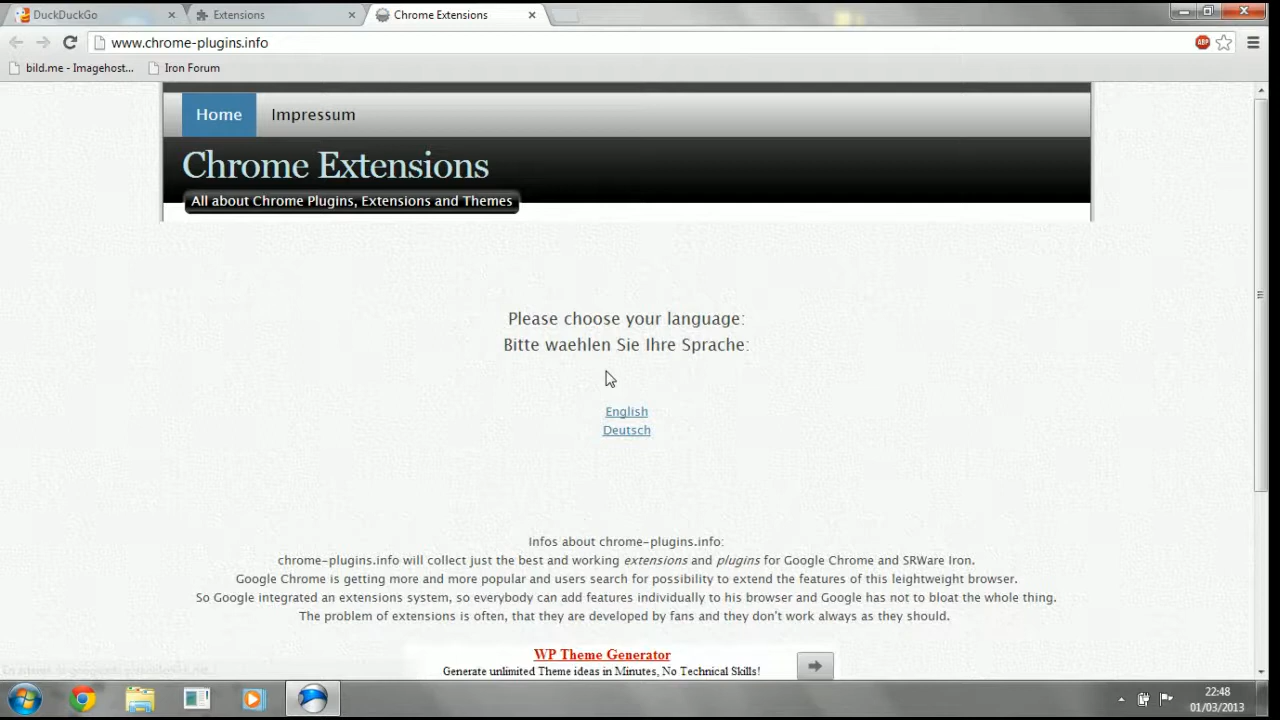 DuckDuckGo
Extensions
Chrome Extensions
www.chrome-plugins.info
ABP
bild.me - Imagehost...
Iron Forum
Home
Impressum
Chrome Extensions
All about Chrome Plugins, Extensions and Themes
Please choose your language:
Bitte waehlen Sie Ihre Sprache:
English
Deutsch
Infos about chrome-plugins.info:
chrome-plugins.info will collect just the best and working extensions and plugins for Google Chrome and SRWare Iron.
Google Chrome is getting more and more popular and users search for possibility to extend the features of this leightweight browser.
So Google integrated an extensions system, so everybody can add features individually to his browser and Google has not to bloat the whole thing.
The problem of extensions is often, that they are developed by fans and they don't work always as they should.
WP Theme Generator
Generate unlimited Theme ideas in Minutes, No Technical Skills!
22:48
01/03/2013